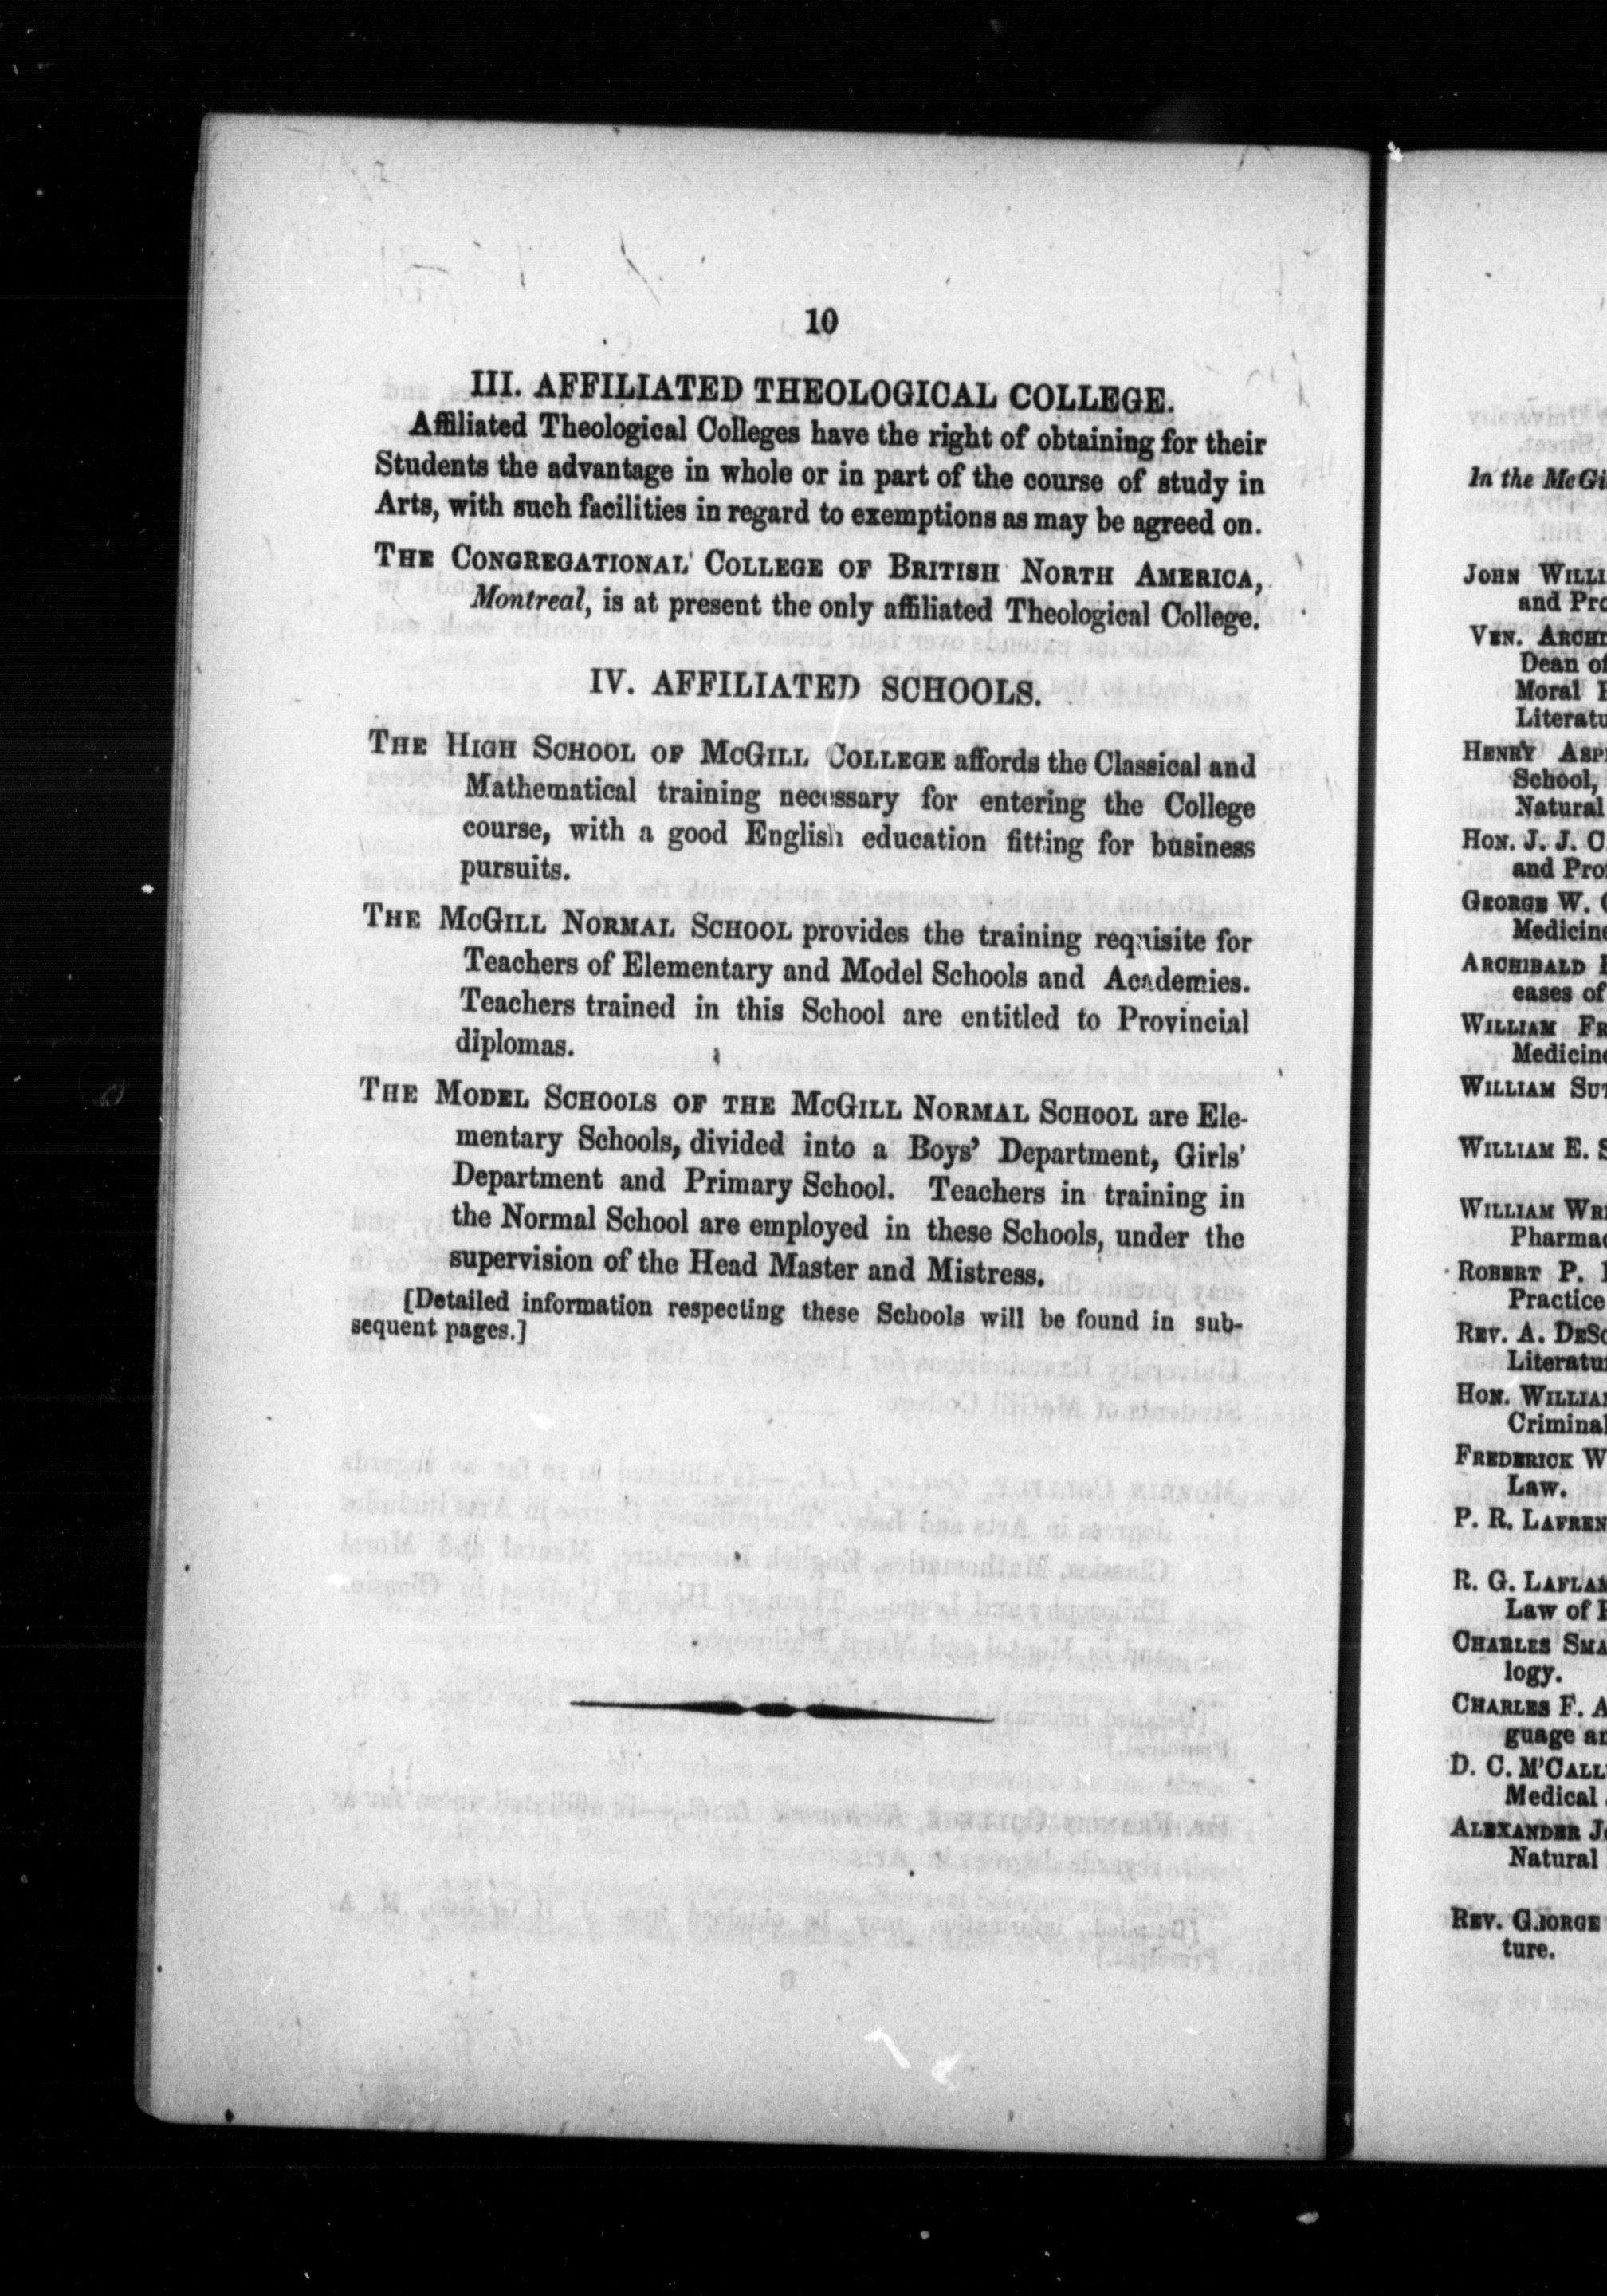 10
III. AFFILIATED THEOLOGICAL COLLEGE.
Affiliated Theological Colleges have the right of obtaining for their
Students the advantage in whole or in part of the course of study in
Arts, with such facilities in regard to exemptions as may be agreed on.
THE CONGREGATIONAL COLLEGE OF BRITISH NORTH AMERICA,
Montreal, is at present the only affiliated Theological College.
IV. AFFILIATED SCHOOLS.
THE HIGH SCHOOL OF MCGILL COLLEGE affords the Classical and
Mathematical training necessary for entering the College
course, with a good English education fitting for business
pursuits.
THE MCGILL NORMAL SCHOOL provides the training requisite for
Teachers of Elementary and Model Schools and Academies.
Teachers trained in this School are entitled to Provincial
diplomas.
THE MODEL SCHOOLS OF THE MCGILL NORMAL SCHOOL are Ele-
mentary Schools, divided into a Boys' Department, Girls'
Department and Primary School. Teachers in training in
the Normal School are employed in these Schools, under the
supervision of the Head Master and Mistress.
[Detailed information respecting these Schools will be found in sub-
sequent pages.]
In the McGi
JOHN WILLI
and Pro
VEN. ARCH
Dean of
Moral
Literatu
HENRY ASP
School,
Natural
HON. J. J. C
and Prof
GEORGE W.
Medicine
ARCHIBALD
eases of
WILLIAM FR
Medicine
WILLIAM SUT
WILLIAM E. S
WILLIAM WRI
Pharmac
ROBERT P.
Practice
REV. A. DESO
Literatur
HON. WILLIAM
Criminal
FREDERICK W
Law.
P. R. LAFREN
R. G. LAFLAM
Law of
CHARLES SMA
logy.
CHARLES F. A
guage an
D. C. M'CALL
Medical
ALEXANDER J
Natural
REV. GEORGE
ture.